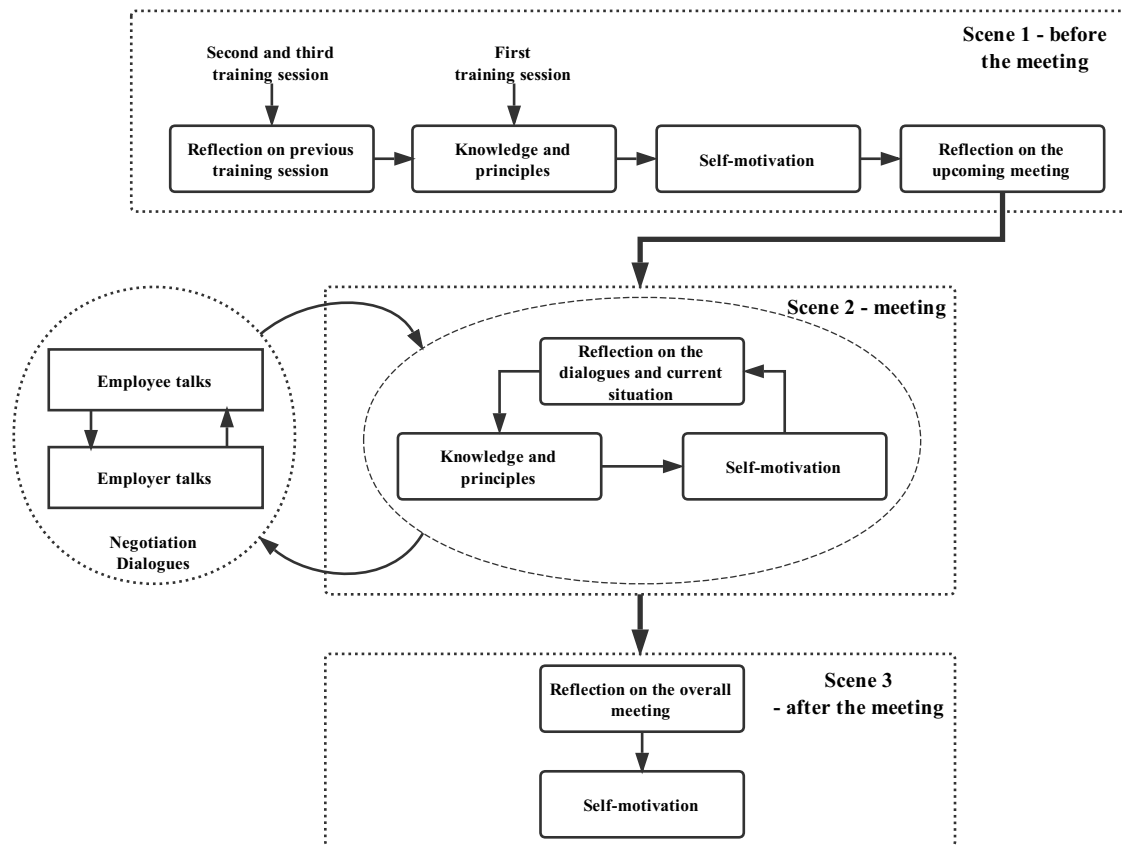 Scene 1 - before
the meeting
Second and third
training session
First
training session
Reflection on previous
training session
Knowledge and
principles
Self-motivation
Reflection on the
upcoming meeting
Scene 2 - meeting
Employee talks
Employer talks
Negotiation
Dialogues
Reflection on the
dialogues and current
situation
Knowledge and
principles
Self-motivation
Scene 3
- after the meeting
Reflection on the overall
meeting
Self-motivation